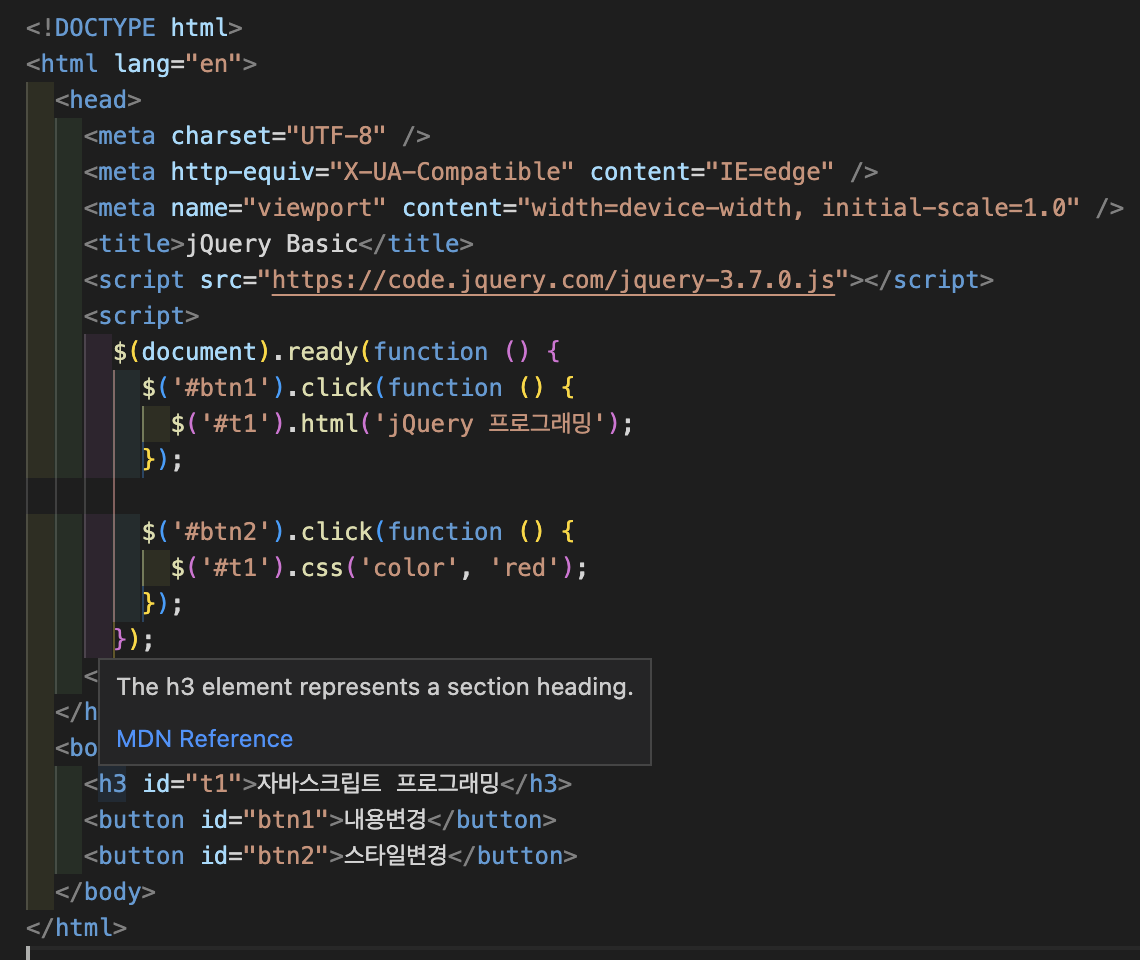 <!DOCTYPE html>
<html lang="en">
<head>
<meta charset="UTF-8" />
<meta http-equiv="X-UA-Compatible" content="IE=edge" />
<meta name="viewport" content="width=device-width, initial-scale=1.0" />
<title>jQuery Basic</title>
<script src="https://code.jquery.com/jquery-3.7.0.js"></script>
<script>
$(document).ready(function () {
$('#btn1').click(function () {
$('#t1').html('jQuery 프로그래밍');
});
$('#btn2').click(function () {
$('#t1').css('color', 'red');
});
});
<
The h3 element represents a section heading.
</h
MDN Reference
<bo
<h3 id="t1">자바스크립트 프로그래밍</h3>
<button id="btn1">내용변경</button>
<button id="btn2">스타일변경</button>
</body>
</html>